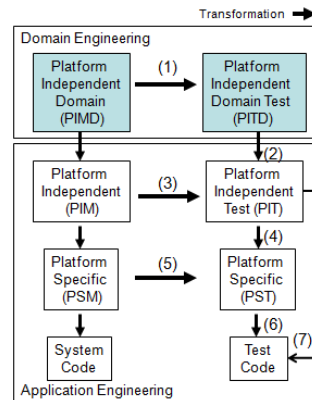 Transformation
Domain Engineering
Platform
Independent
Domain
(PIMD)
(1)
Platform
Independent
Domain Test
(PITD)
(2)
Platform
Independent
(PIM)
(3)
Platform
Independent
Test (PIT)
(4)
Platform
Specific
(PSM)
(5)
Platform
Specific
(PST)
(6)
(7)
System
Code
Test
Code
Application Engineering